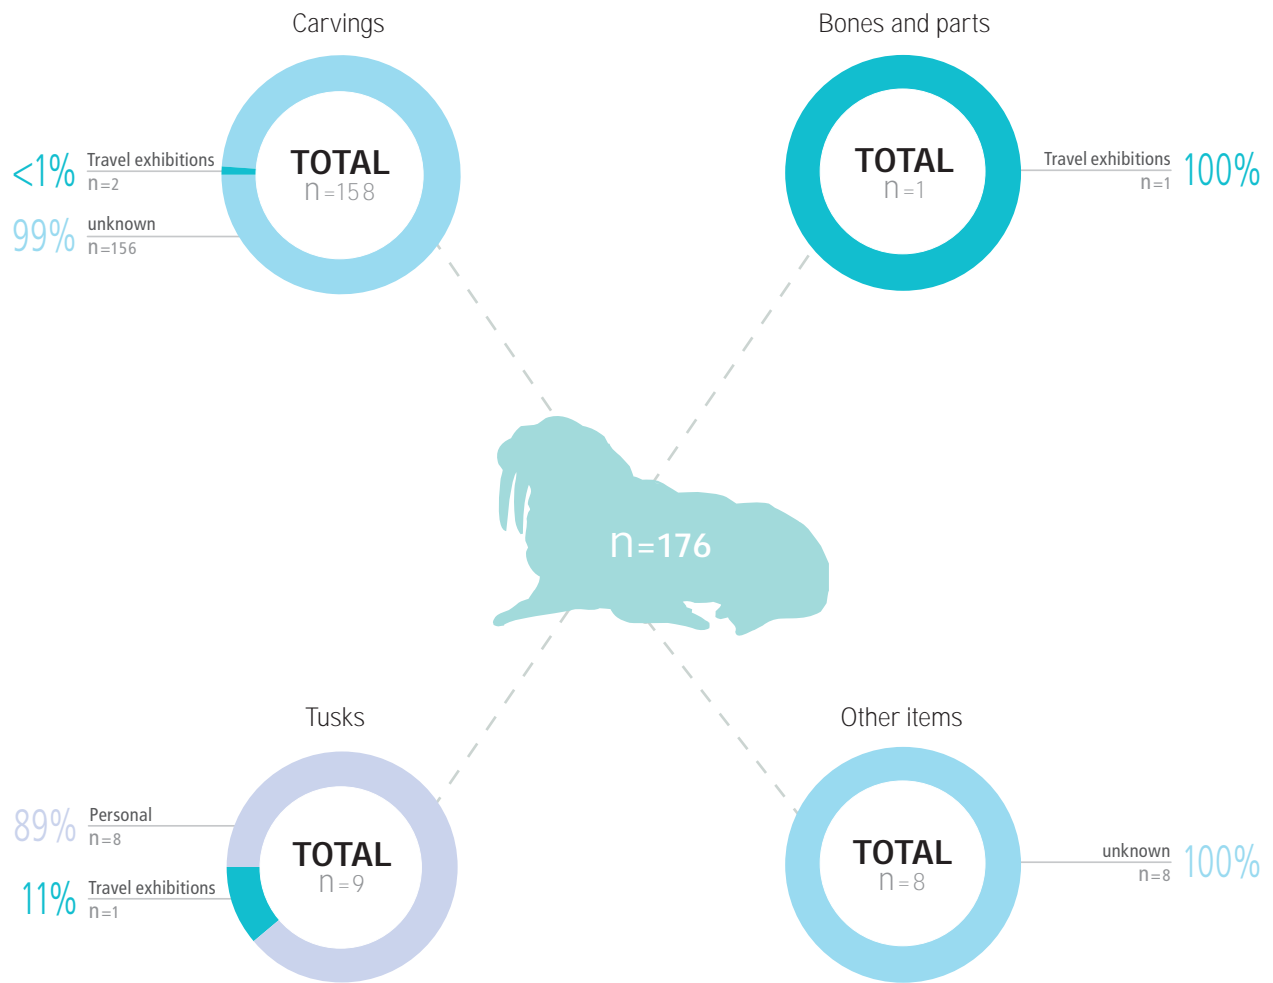 Carvings
TOTAL
n=158
<1%
Travel exhibitions
n=2
99%
unknown
n=156
Bones and parts
TOTAL
n=1
Travel exhibitions
n=1
100%
n=176
Tusks
TOTAL
n=9
89%
Personal
n=8
11%
Travel exhibitions
n=1
Other items
TOTAL
n=8
unknown
n=8
100%